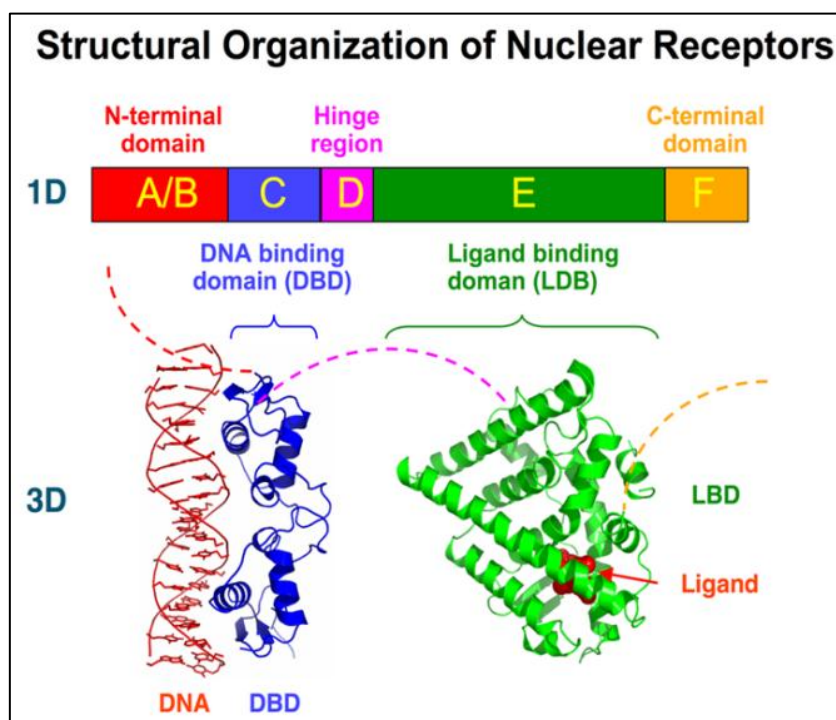 Structural Organization of Nuclear Receptors
N-terminal
domain
Hinge
region
C-terminal
domain
1D
A/B
C
D
E
F
DNA binding
domain (DBD)
Ligand binding
doman (LDB)
3D
LBD
Ligand
DNA
DBD